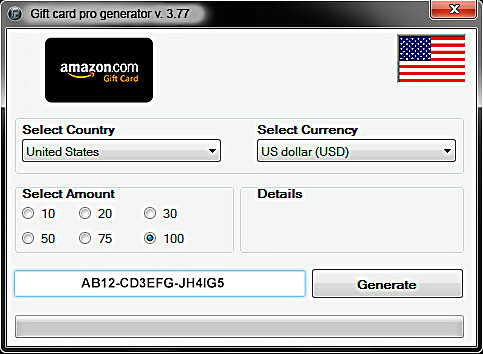 Gift card pro generator v. 3.77
amazon.com
Gift Card
Select Country
Select Currency
United States
US dollar (USD)
Select Amount
Details
10 20 30
50 75 100
AB12-CD3EFG-JH4IG5
Generate